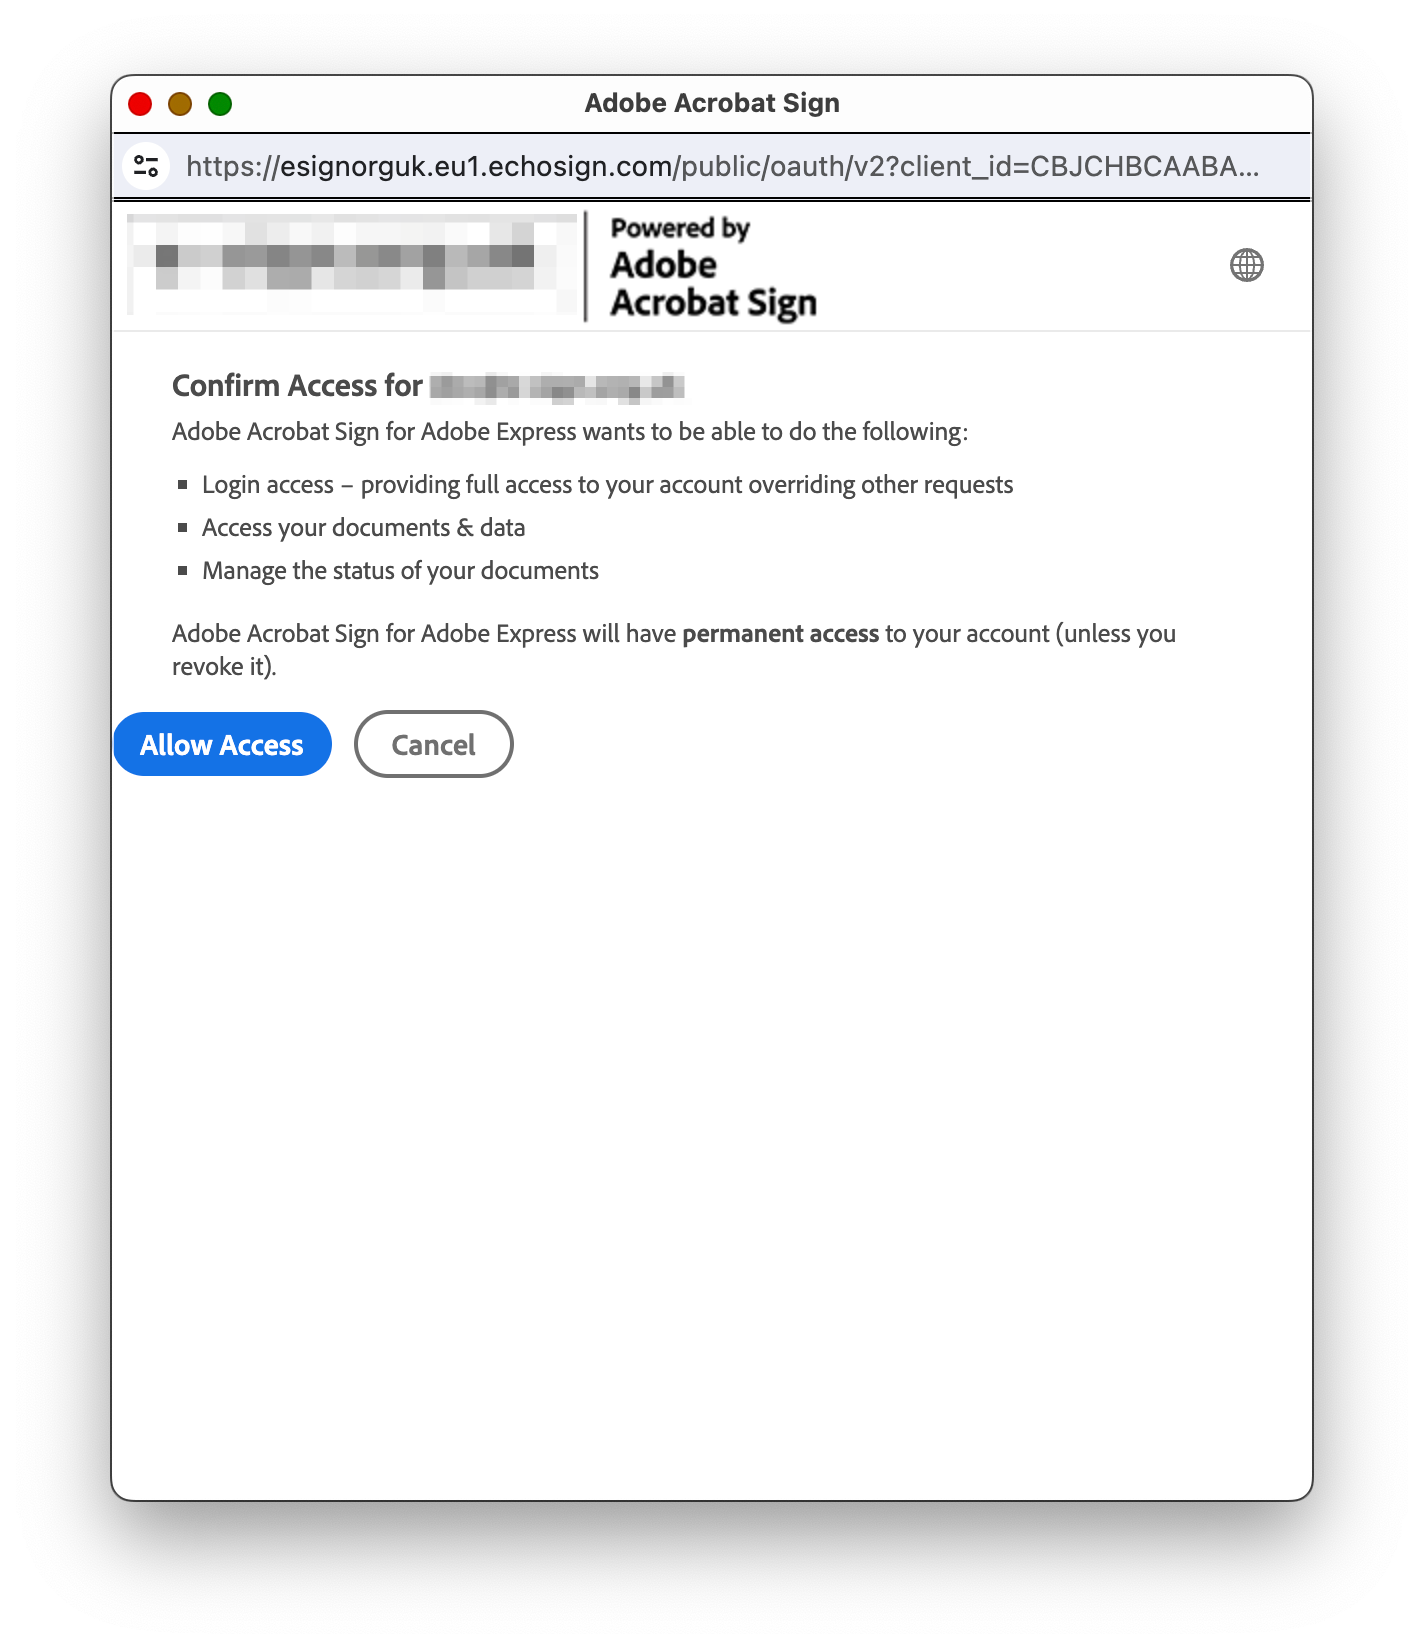 Adobe Acrobat Sign
https://esignorguk.eu1.echosign.com/public/oauth/v2?client_id=CBJCHBCAABA...
Powered by
Adobe
Acrobat Sign
Confirm Access for
Adobe Acrobat Sign for Adobe Express wants to be able to do the following:
Login access – providing full access to your account overriding other requests
Access your documents & data
Manage the status of your documents
Adobe Acrobat Sign for Adobe Express will have permanent access to your account (unless you
revoke it).
Allow Access
Cancel